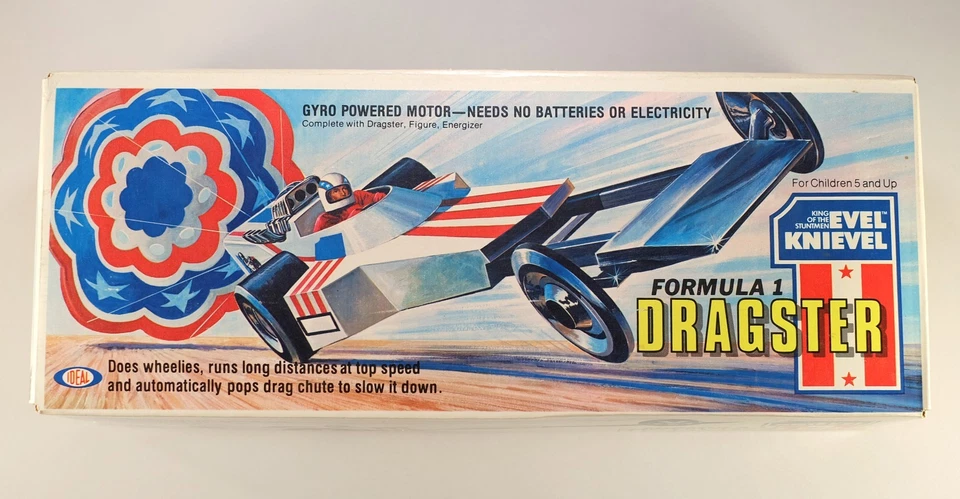 GYRO POWERED MOTOR—NEEDS NO BATTERIES OR ELECTRICITY
Complete with Dragster, Figure, Energizer
For Children 5 and Up
KING
OF THE
STUNTMEN
EVEL™
KNIEVEL
FORMULA 1
DRAGSTER
IDEAL
Does wheelies, runs long distances at top speed
and automatically pops drag chute to slow it down.